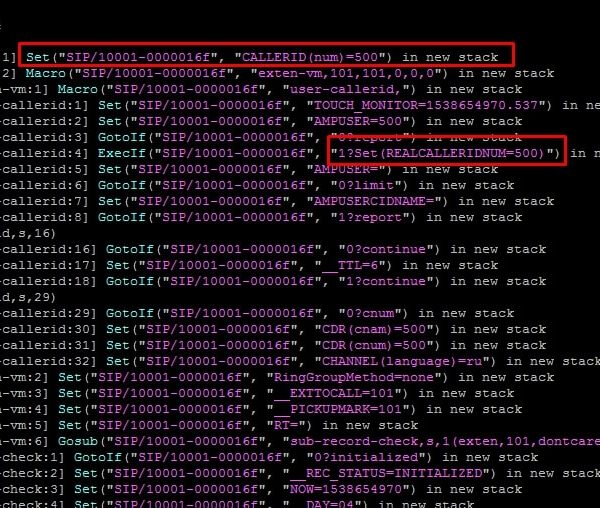 1] Set("SIP/10001-0000016f", "CALLERID(num)=500") in new stack
2] Macro("SIP/10001-0000016f", "exten-vm,101,101,0,0,0") in new stack
-vm:1] Macro("SIP/10001-0000016f", "user-callerid,") in new stack
-callerid:1] Set("SIP/10001-0000016f", "TOUCH_MONITOR=1538654970.537") in ne
-callerid:2] Set("SIP/10001-0000016f", "AMPUSER=500") in new stack
-callerid:3] GotoIf("SIP/10001-0000016f", "0?report") in new stack
-callerid:4] ExecIf("SIP/10001-0000016f", "1?Set(REALCALLERIDNUM=500)") in n
-callerid:5] Set("SIP/10001-0000016f", "AMPUSER=") in new stack
-callerid:6] GotoIf("SIP/10001-0000016f", "0?limit") in new stack
-callerid:7] Set("SIP/10001-0000016f", "AMPUSERCIDNAME=") in new stack
-callerid:8] GotoIf("SIP/10001-0000016f", "1?report") in new stack
id,s,16)
-callerid:16] GotoIf("SIP/10001-0000016f", "0?continue") in new stack
-callerid:17] Set("SIP/10001-0000016f", "__TTL=6") in new stack
-callerid:18] GotoIf("SIP/10001-0000016f", "1?continue") in new stack
id,s,29)
-callerid:29] GotoIf("SIP/10001-0000016f", "0?cnum") in new stack
-callerid:30] Set("SIP/10001-0000016f", "CDR(cnam)=500") in new stack
-callerid:31] Set("SIP/10001-0000016f", "CDR(cnum)=500") in new stack
-callerid:32] Set("SIP/10001-0000016f", "CHANNEL(language)=ru") in new stack
n-vm:2] Set("SIP/10001-0000016f", "RingGroupMethod=none") in new stack
n-vm:3] Set("SIP/10001-0000016f", "__EXTTOCALL=101") in new stack
n-vm:4] Set("SIP/10001-0000016f", "__PICKUPMARK=101") in new stack
n-vm:5] Set("SIP/10001-0000016f", "RT=") in new stack
n-vm:6] Gosub("SIP/10001-0000016f", "sub-record-check,s,1(exten,101,dontcare
-check:1] GotoIf("SIP/10001-0000016f", "0?initialized") in new stack
-check:2] Set("SIP/10001-0000016f", "__REC_STATUS=INITIALIZED") in new stack
-check:3] Set("SIP/10001-0000016f", "NOW=1538654970") in new stack
-check:4] Set("SIP/10001-0000016f", "__DAY=04") in new stack